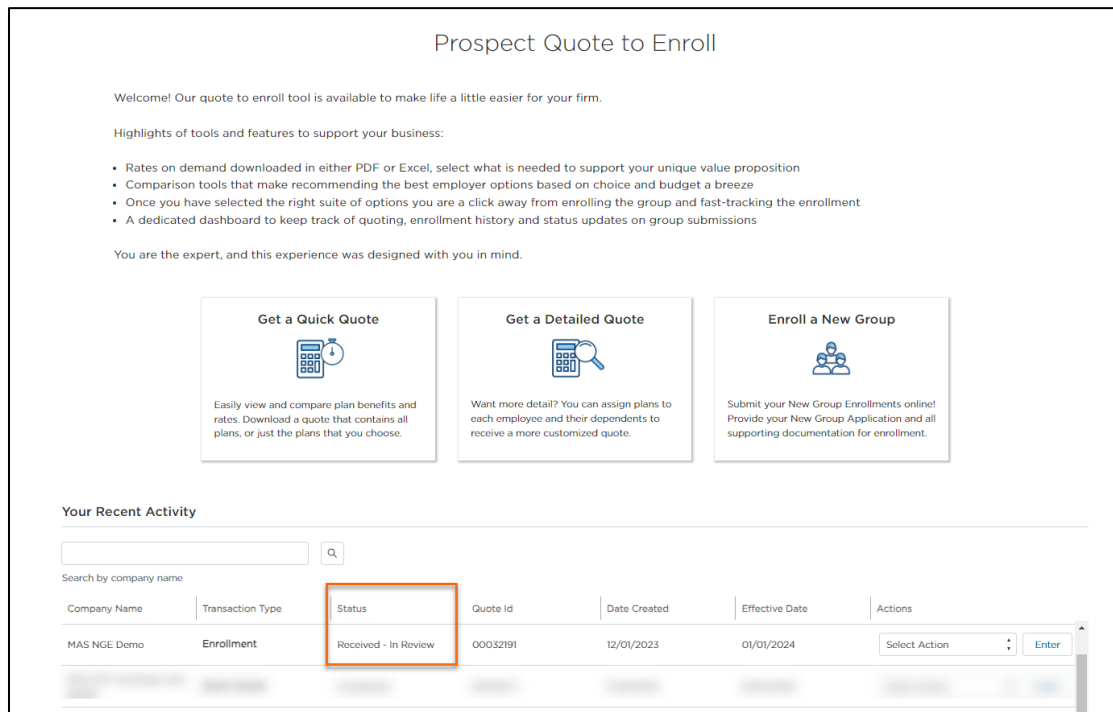 Prospect Quote to Enroll
Welcome! Our quote to enroll tool is available to make life a little easier for your firm.
Highlights of tools and features to support your business:
• Rates on demand downloaded in either PDF or Excel, select what is needed to support your unique value proposition
• Comparison tools that make recommending the best employer options based on choice and budget a breeze
• Once you have selected the right suite of options you are a click away from enrolling the group and fast-tracking the enrollment
• A dedicated dashboard to keep track of quoting, enrollment history and status updates on group submissions
You are the expert, and this experience was designed with you in mind.
Get a Quick Quote
Easily view and compare plan benefits and
rates. Download a quote that contains all
plans, or just the plans that you choose.
Get a Detailed Quote
Want more detail? You can assign plans to
each employee and their dependents to
receive a more customized quote.
Enroll a New Group
Submit your New Group Enrollments online!
Provide your New Group Application and all
supporting documentation for enrollment.
Your Recent Activity
Search by company name
Company Name Transaction Type Status Quote Id Date Created Effective Date Actions
MAS NGE Demo Enrollment Received - In Review 00032191 12/01/2023 01/01/2024 Select Action Enter